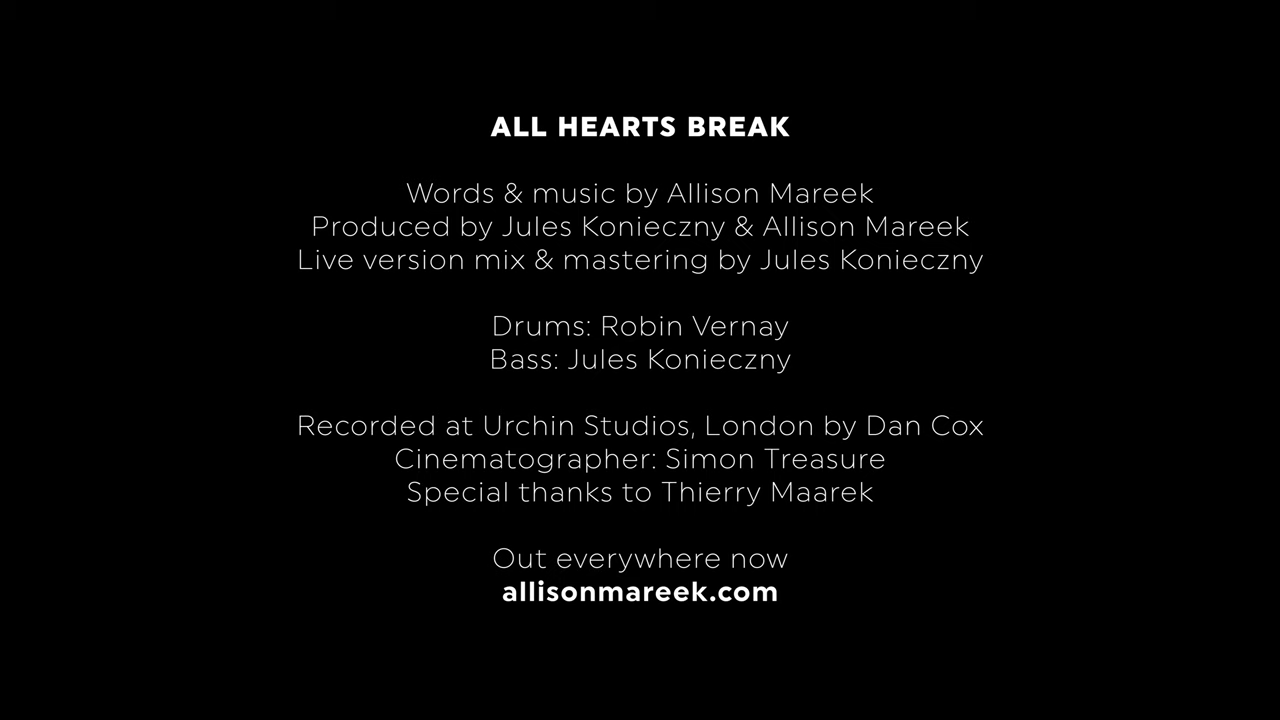 ALL HEARTS BREAK
Words & music by Allison Mareek
Produced by Jules Konieczny & Allison Mareek
Live version mix & mastering by Jules Konieczny
Drums: Robin Vernay
Bass: Jules Konieczny
Recorded at Urchin Studios, London by Dan Cox
Cinematographer: Simon Treasure
Special thanks to Thierry Maarek
Out everywhere now
allisonmareek.com